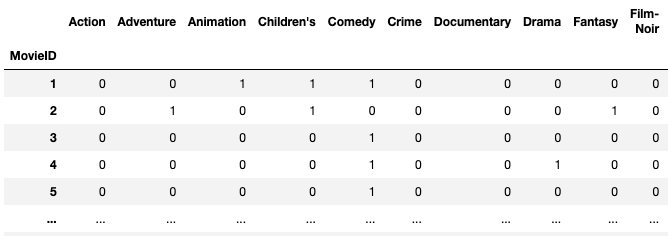 Action Adventure Animation Children's Comedy Crime Documentary Drama Fantasy Film-Noir
MovieID
1 0 0 1 1 1 0 0 0 0 0
2 0 1 0 1 0 0 0 0 1 0
3 0 0 0 0 1 0 0 0 0 0
4 0 0 0 0 1 0 0 1 0 0
5 0 0 0 0 1 0 0 0 0 0
... ... ... ... ... ... ... ... ... ... ...